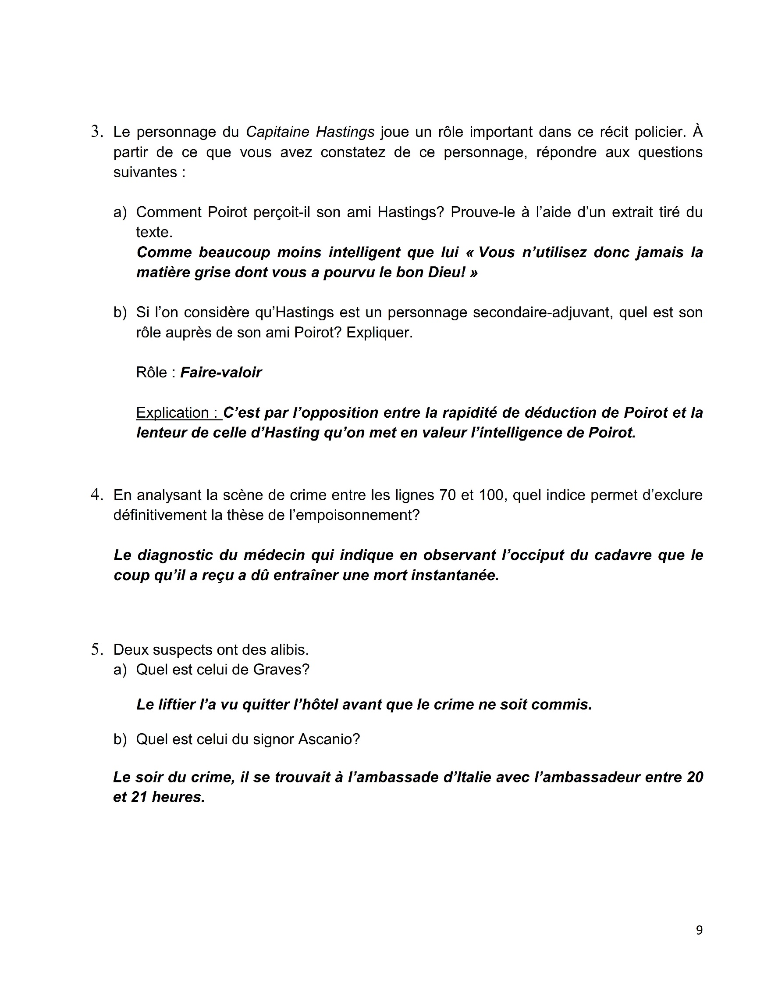 3. Le personnage du Capitaine Hastings joue un rôle important dans ce récit policier. À
partir de ce que vous avez constatez de ce personnage, répondre aux questions
suivantes :
a) Comment Poirot perçoit-il son ami Hastings? Prouve-le à l’aide d’un extrait tiré du
texte.
Comme beaucoup moins intelligent que lui « Vous n’utilisez donc jamais la
matière grise dont vous a pourvu le bon Dieu! »
b) Si l’on considère qu’Hastings est un personnage secondaire-adjuvant, quel est son
rôle auprès de son ami Poirot? Expliquer.
Rôle : Faire-valoir
Explication : C’est par l’opposition entre la rapidité de déduction de Poirot et la
lenteur de celle d’Hasting qu’on met en valeur l’intelligence de Poirot.
4. En analysant la scène de crime entre les lignes 70 et 100, quel indice permet d’exclure
définitivement la thèse de l’empoisonnement?
Le diagnostic du médecin qui indique en observant l’occiput du cadavre que le
coup qu’il a reçu a dû entraîner une mort instantanée.
5. Deux suspects ont des alibis.
a) Quel est celui de Graves?
Le liftier l’a vu quitter l’hôtel avant que le crime ne soit commis.
b) Quel est celui du signor Ascanio?
Le soir du crime, il se trouvait à l’ambassade d’Italie avec l’ambassadeur entre 20
et 21 heures.
9